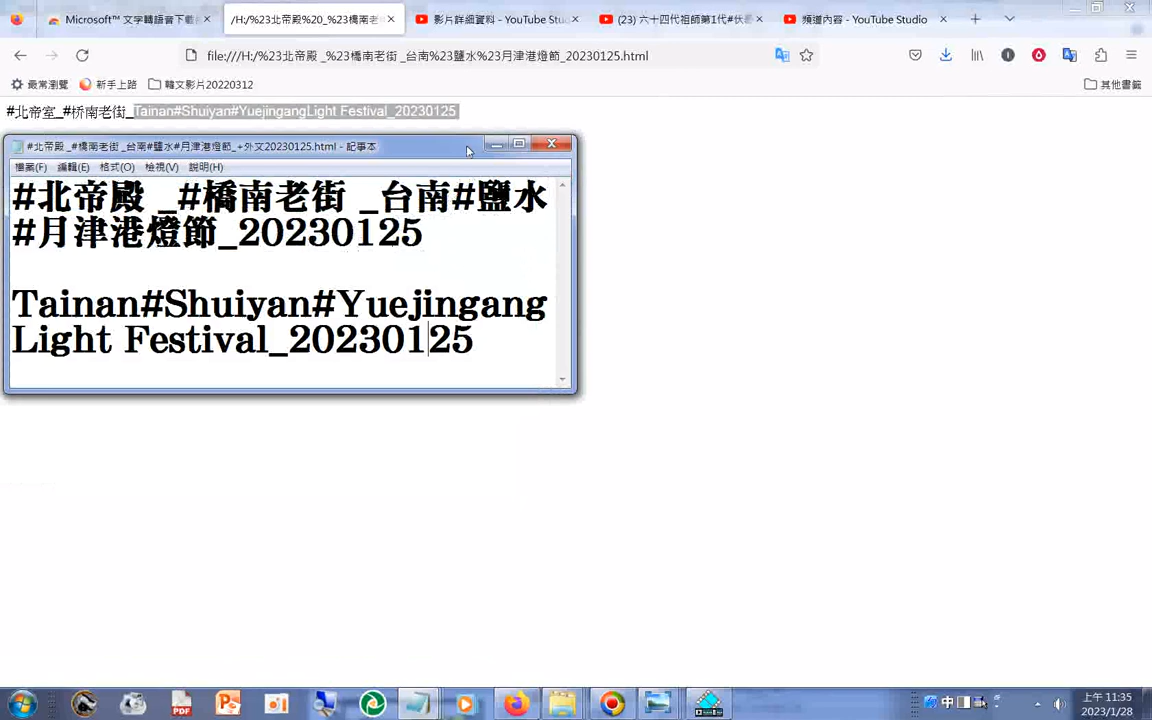 Microsoft™ 文字轉語音下載
/H:/%23北帝殿%20_%23橋南老
影片詳細資料 - YouTube Stu
(23) 六十四代祖師第1代#伏
頻道內容 - YouTube Studio
file:///H:/%23北帝殿 _%23橋南老街 _台南%23鹽水%23月津港燈節_20230125.html
最常瀏覽
新手上路
韓文影片20220312
其他書籤
#北帝室_#桥南老街_Tainan#Shuiyan#YuejingangLight Festival_20230125
#北帝殿 _#橋南老街 _台南#鹽水#月津港燈節_+外文20230125.html - 記事本
檔案(F) 編輯(E) 格式(O) 檢視(V) 說明(H)
#北帝殿 _#橋南老街 _台南#鹽水
#月津港燈節_20230125
Tainan#Shuiyan#Yuejingang
Light Festival_20230125
PDF
中
上午 11:35
2023/1/28